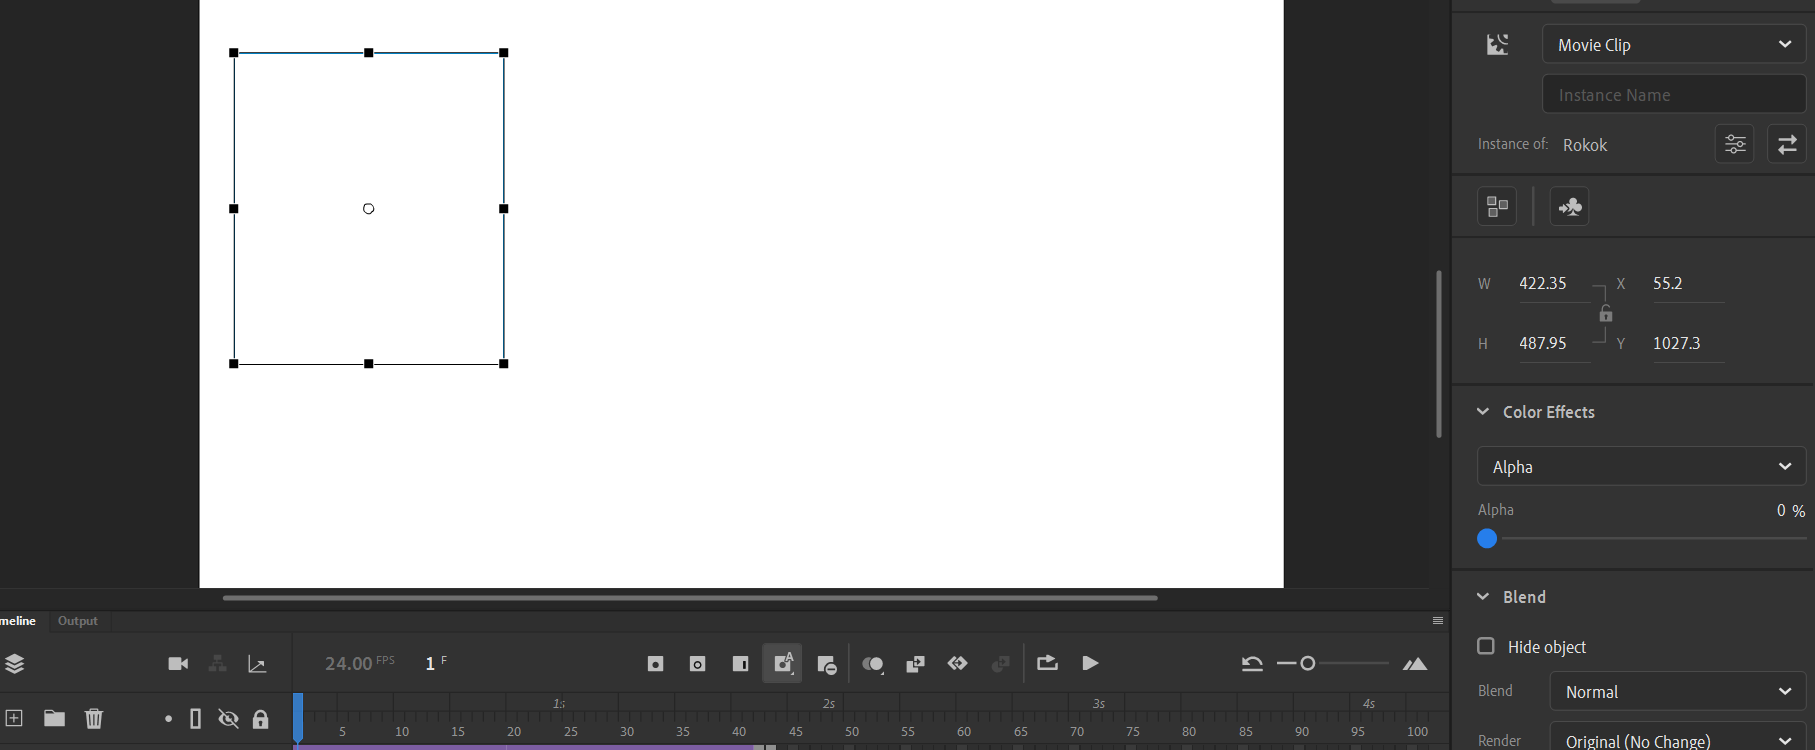 Movie Clip
Instance Name
Instance of: Rokok
W 422.35 X 55.2
H 487.95 Y 1027.3
Color Effects
Alpha
Alpha 0 %
Blend
Hide object
Blend Normal
Render Original (No Change)
meline Output
24.00 FPS 1 F
1s 2s 3s 4s
5 10 15 20 25 30 35 40 45 50 55 60 65 70 75 80 85 90 95 100